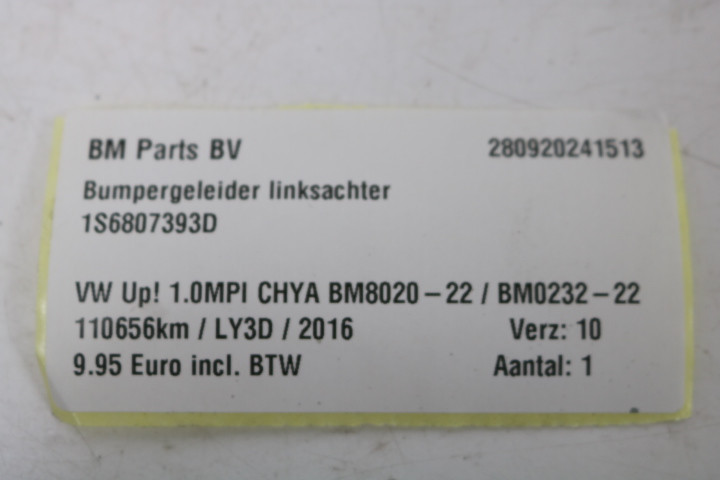 BM Parts BV 280920241513
Bumpergeleider linksachter
1S6807393D
VW Up! 1.0MPI CHYA BM8020-22 / BM0232-22
110656km / LY3D / 2016 Verz: 10
9.95 Euro incl. BTW Aantal: 1